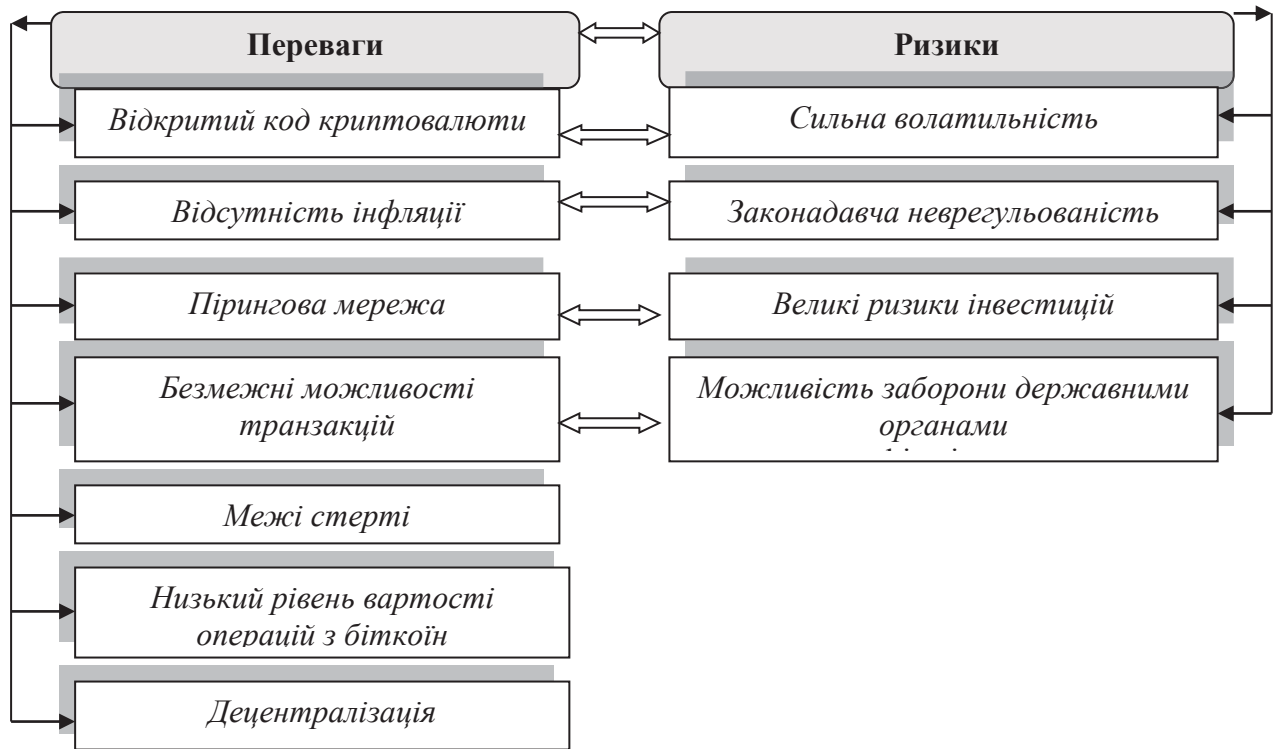 Переваги
Ризики
Відкритий код криптовалюти
Сильна волатильність
Відсутність інфляції
Законадавча неврегульованість
Пірингова мережа
Великі ризики інвестицій
Безмежні можливості
транзакцій
Можливість заборони державними
органами
Межі стерті
Низький рівень вартості
операцій з біткоїн
Децентралізація